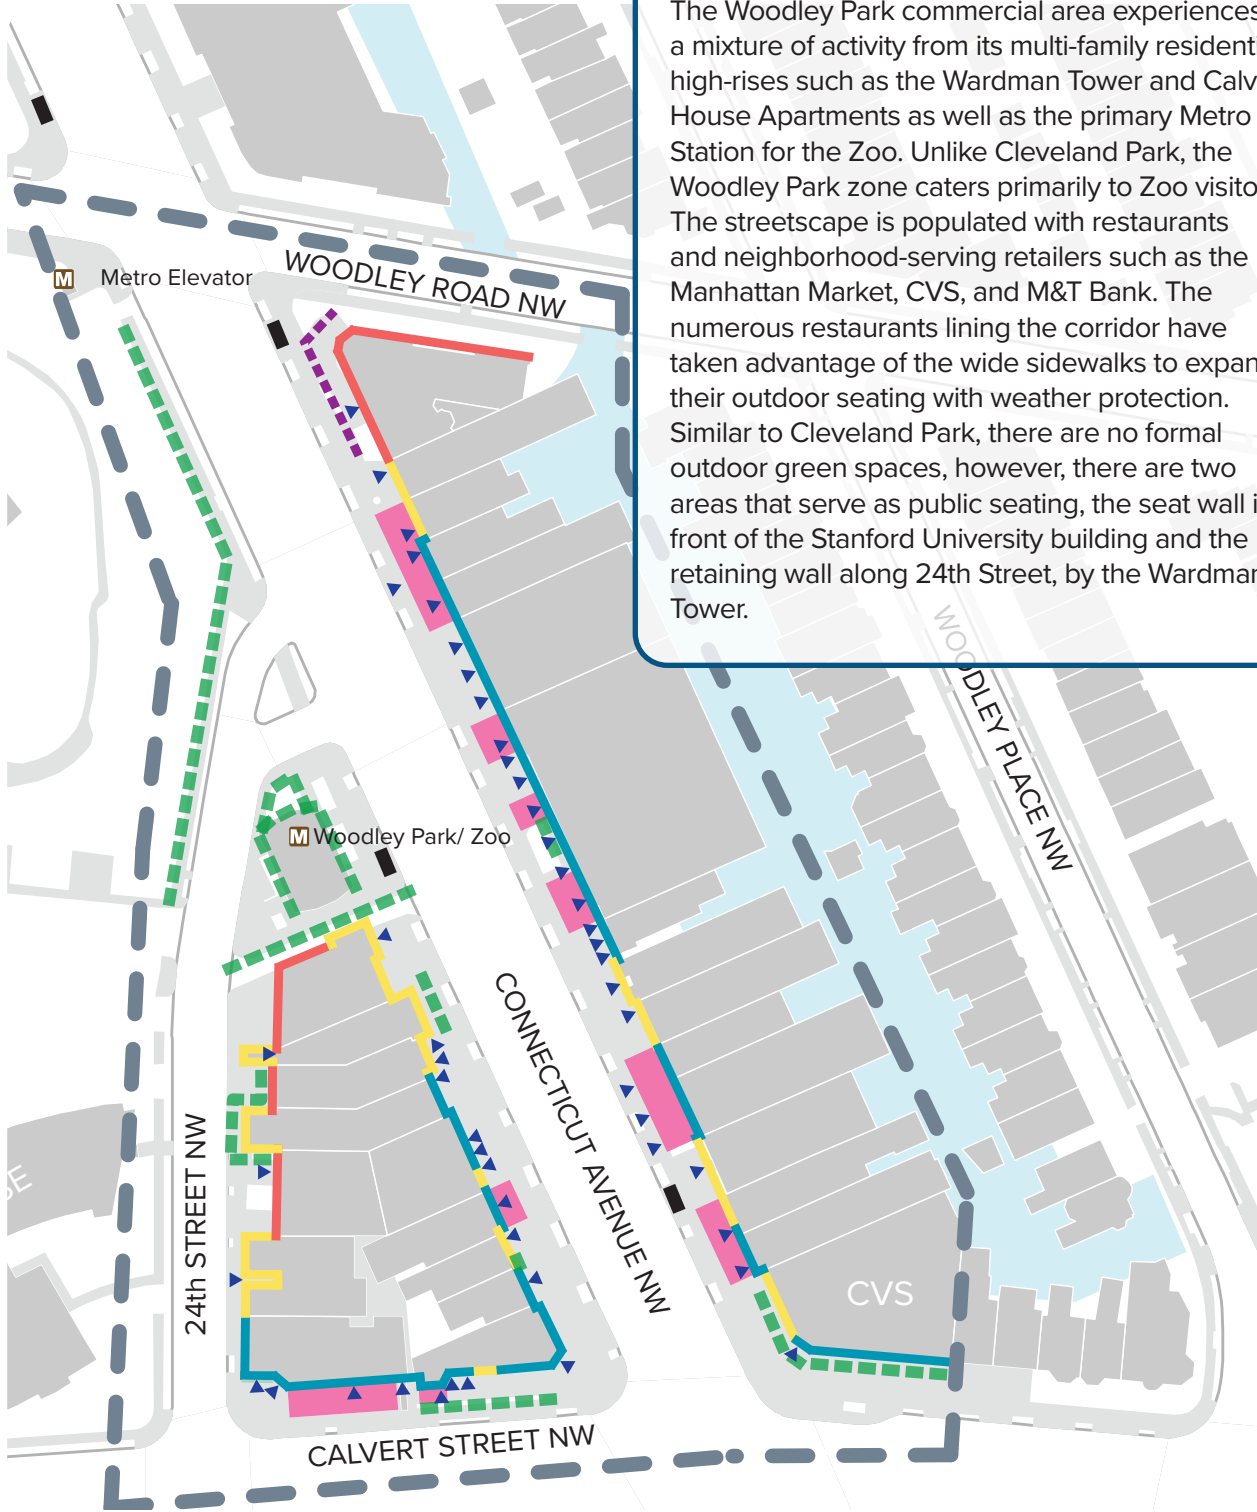 The Woodley Park commercial area experiences
a mixture of activity from its multi-family residenti
high-rises such as the Wardman Tower and Calv
House Apartments as well as the primary Metro
Station for the Zoo. Unlike Cleveland Park, the
Woodley Park zone caters primarily to Zoo visito
The streetscape is populated with restaurants
and neighborhood-serving retailers such as the
Manhattan Market, CVS, and M&T Bank. The
numerous restaurants lining the corridor have
taken advantage of the wide sidewalks to expan
their outdoor seating with weather protection.
Similar to Cleveland Park, there are no formal
outdoor green spaces, however, there are two
areas that serve as public seating, the seat wall i
front of the Stanford University building and the
retaining wall along 24th Street, by the Wardman
Tower.
M Metro Elevator
WOODLEY ROAD NW
WOODLEY PLACE NW
M Woodley Park/ Zoo
CONNECTICUT AVENUE NW
24th STREET NW
SE
CVS
CALVERT STREET NW